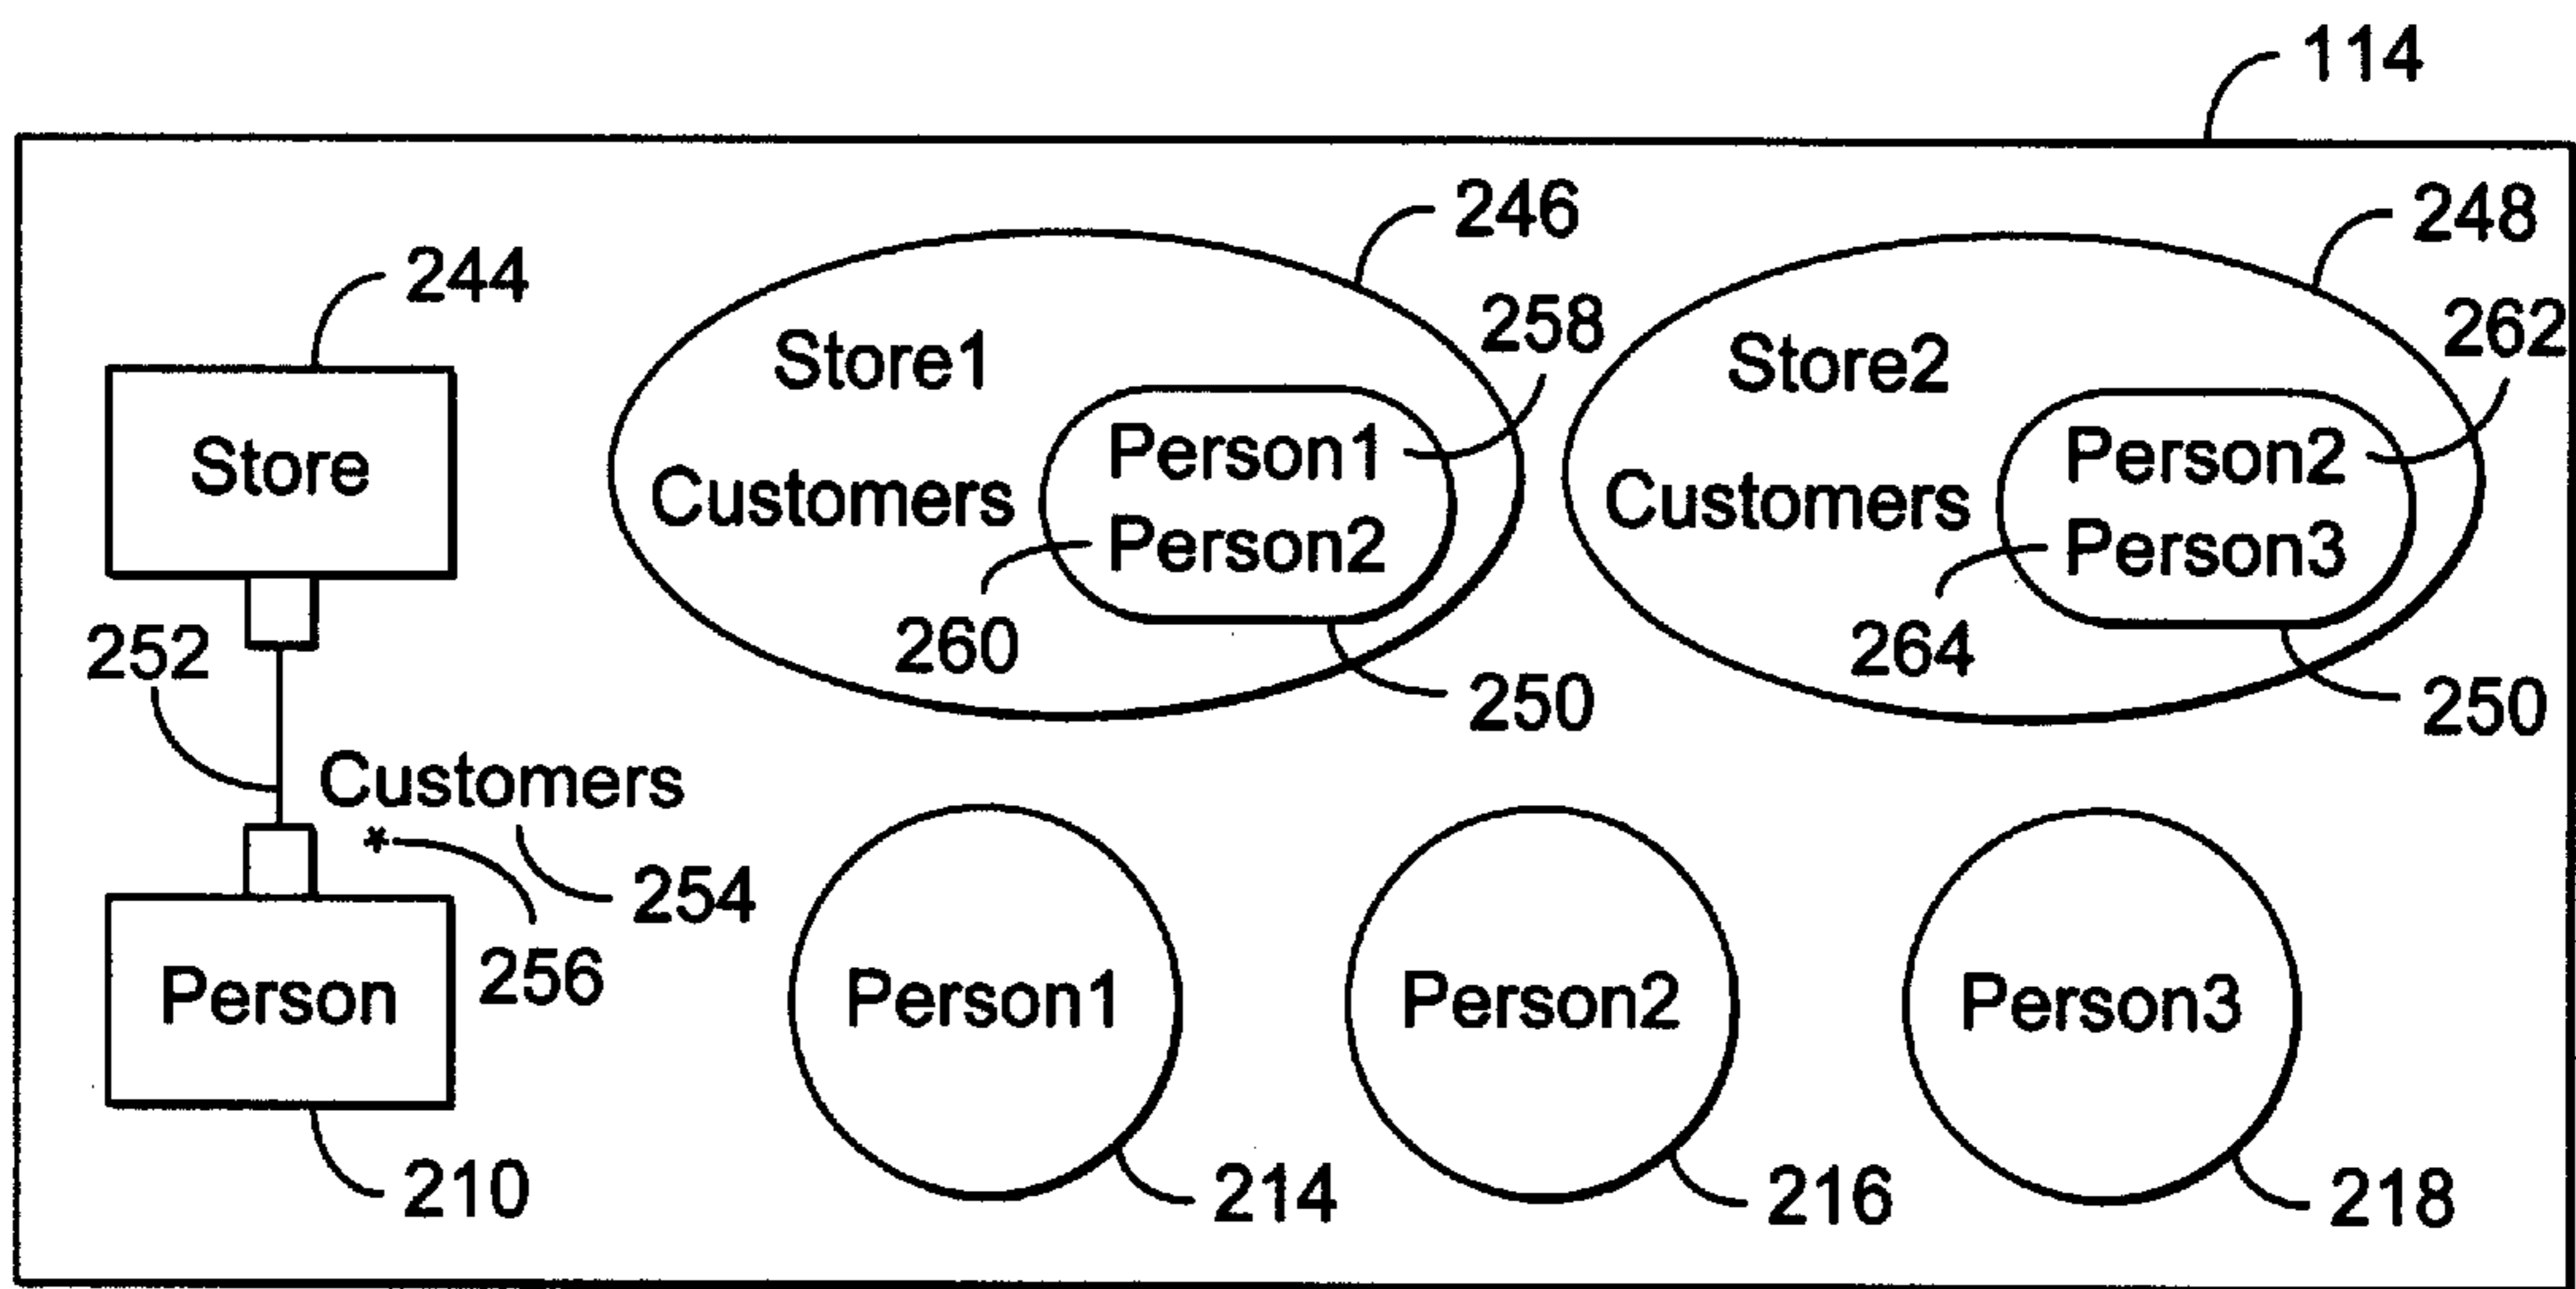 114
246
248
244
258
262
Store1
Store2
Store
Person1
Person2
Customers
Customers
Person2
Person3
260
264
252
250
250
Customers
*
254
256
Person
Person1
Person2
Person3
210
214
216
218